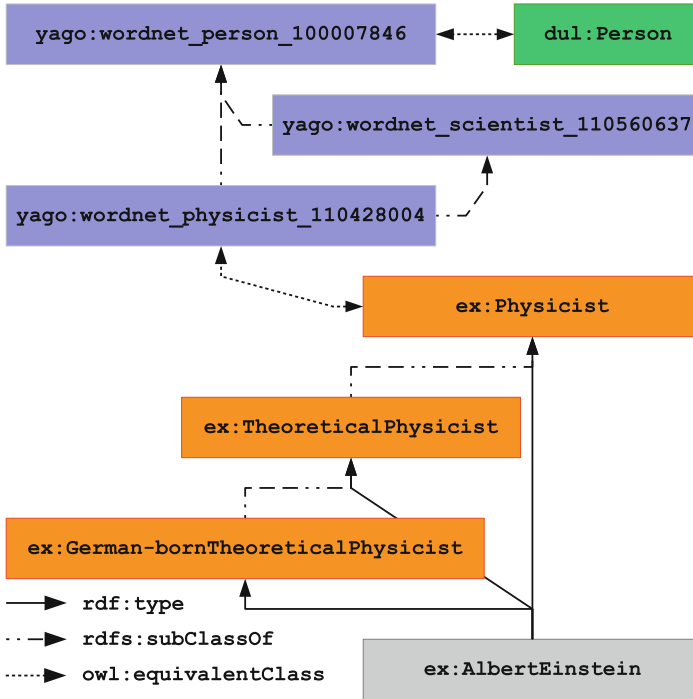 yago:wordnet_person_100007846
dul:Person
yago:wordnet_scientist_110560637
yago:wordnet_physicist_110428004
ex:Physicist
ex:TheoreticalPhysicist
ex:German-bornTheoreticalPhysicist
rdf:type
rdfs:subClassOf
owl:equivalentClass
ex:AlbertEinstein